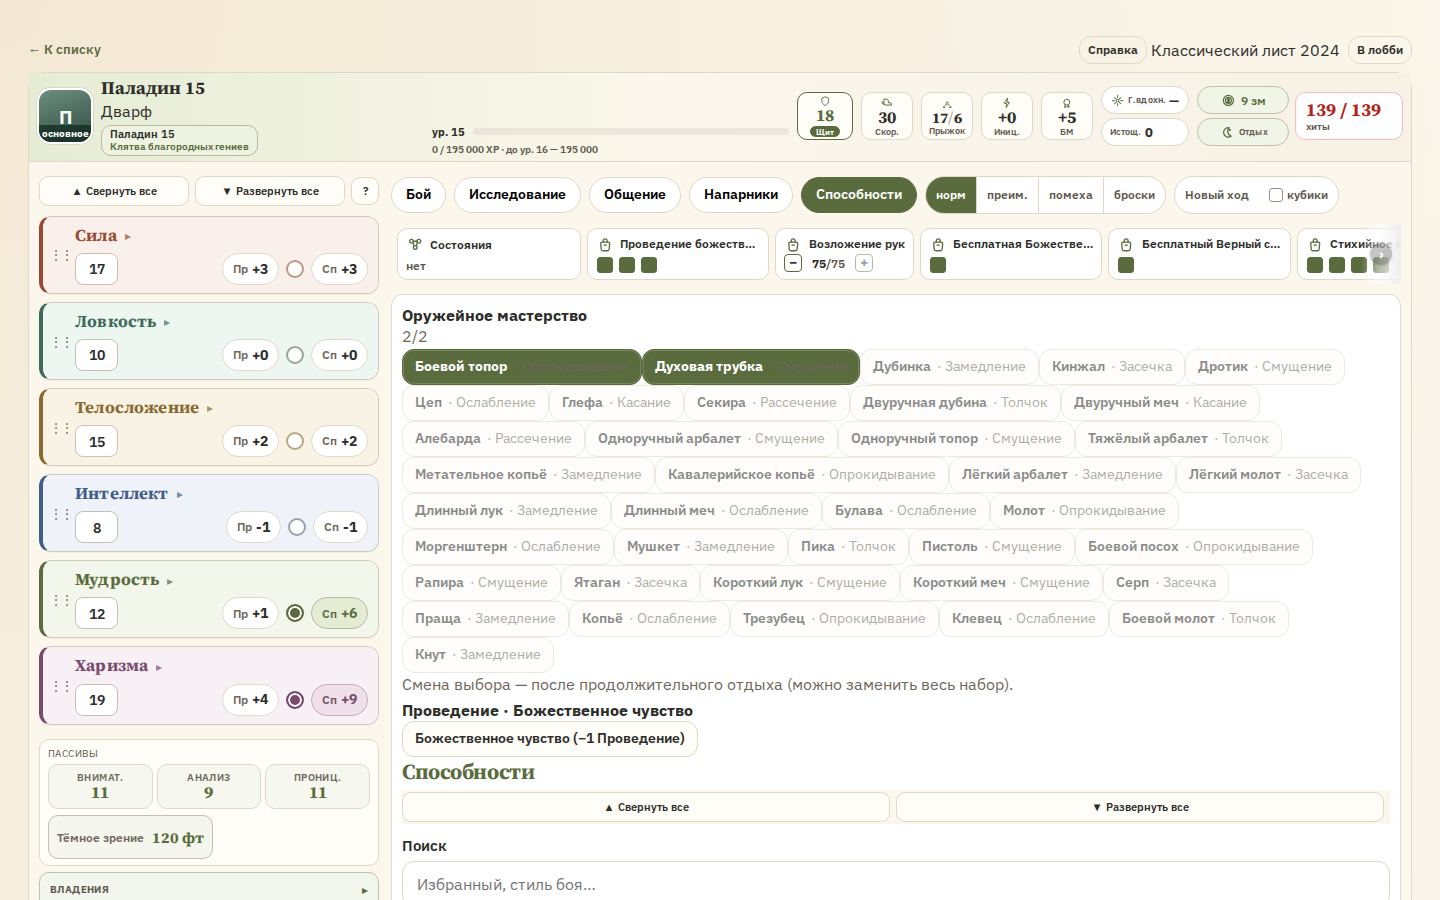 ← К списку
Справка Классический лист 2024 В лобби
Паладин 15
Дварф
П
основное
Паладин 15
Клятва благородных гениев
ур. 15
0 / 195 000 XP · до ур. 16 — 195 000
18
Щит
30
Скор.
17/6
Прыжок
+0
Иниц.
+5
БМ
Г.вдохн. —
Истощ. 0
9 зм
Отдых
139 / 139
хиты
▲ Свернуть все ▼ Развернуть все ?
Бой Исследование Общение Напарники Способности норм преим. помеха броски Новый ход кубики
Состояния
нет
Проведение божеств...
Возложение рук
− 75/75 +
Бесплатная Божестве...
Бесплатный Верный с...
Стихийное
›
Сила ▸
17 Пр +3 Сп +3
Ловкость ▸
10 Пр +0 Сп +0
Телосложение ▸
15 Пр +2 Сп +2
Интеллект ▸
8 Пр -1 Сп -1
Мудрость ▸
12 Пр +1 Сп +6
Харизма ▸
19 Пр +4 Сп +9
ПАССИВЫ
ВНИМАТ. АНАЛИЗ ПРОНИЦ.
11 9 11
Тёмное зрение 120 фт
ВЛАДЕНИЯ ▸
Оружейное мастерство
2/2
Боевой топор · Опрокидывание Духовая трубка · Смущение Дубинка · Замедление Кинжал · Засечка Дротик · Смущение
Цеп · Ослабление Глефа · Касание Секира · Рассечение Двуручная дубина · Толчок Двуручный меч · Касание
Алебарда · Рассечение Одноручный арбалет · Смущение Одноручный топор · Смущение Тяжёлый арбалет · Толчок
Метательное копьё · Замедление Кавалерийское копьё · Опрокидывание Лёгкий арбалет · Замедление Лёгкий молот · Засечка
Длинный лук · Замедление Длинный меч · Ослабление Булава · Ослабление Молот · Опрокидывание
Моргенштерн · Ослабление Мушкет · Замедление Пика · Толчок Пистоль · Смущение Боевой посох · Опрокидывание
Рапира · Смущение Ятаган · Засечка Короткий лук · Смущение Короткий меч · Смущение Серп · Засечка
Праща · Замедление Копьё · Ослабление Трезубец · Опрокидывание Клевец · Ослабление Боевой молот · Толчок
Кнут · Замедление
Смена выбора — после продолжительного отдыха (можно заменить весь набор).
Проведение · Божественное чувство
Божественное чувство (−1 Проведение)
Способности
▲ Свернуть все ▼ Развернуть все
Поиск
Избранный, стиль боя...